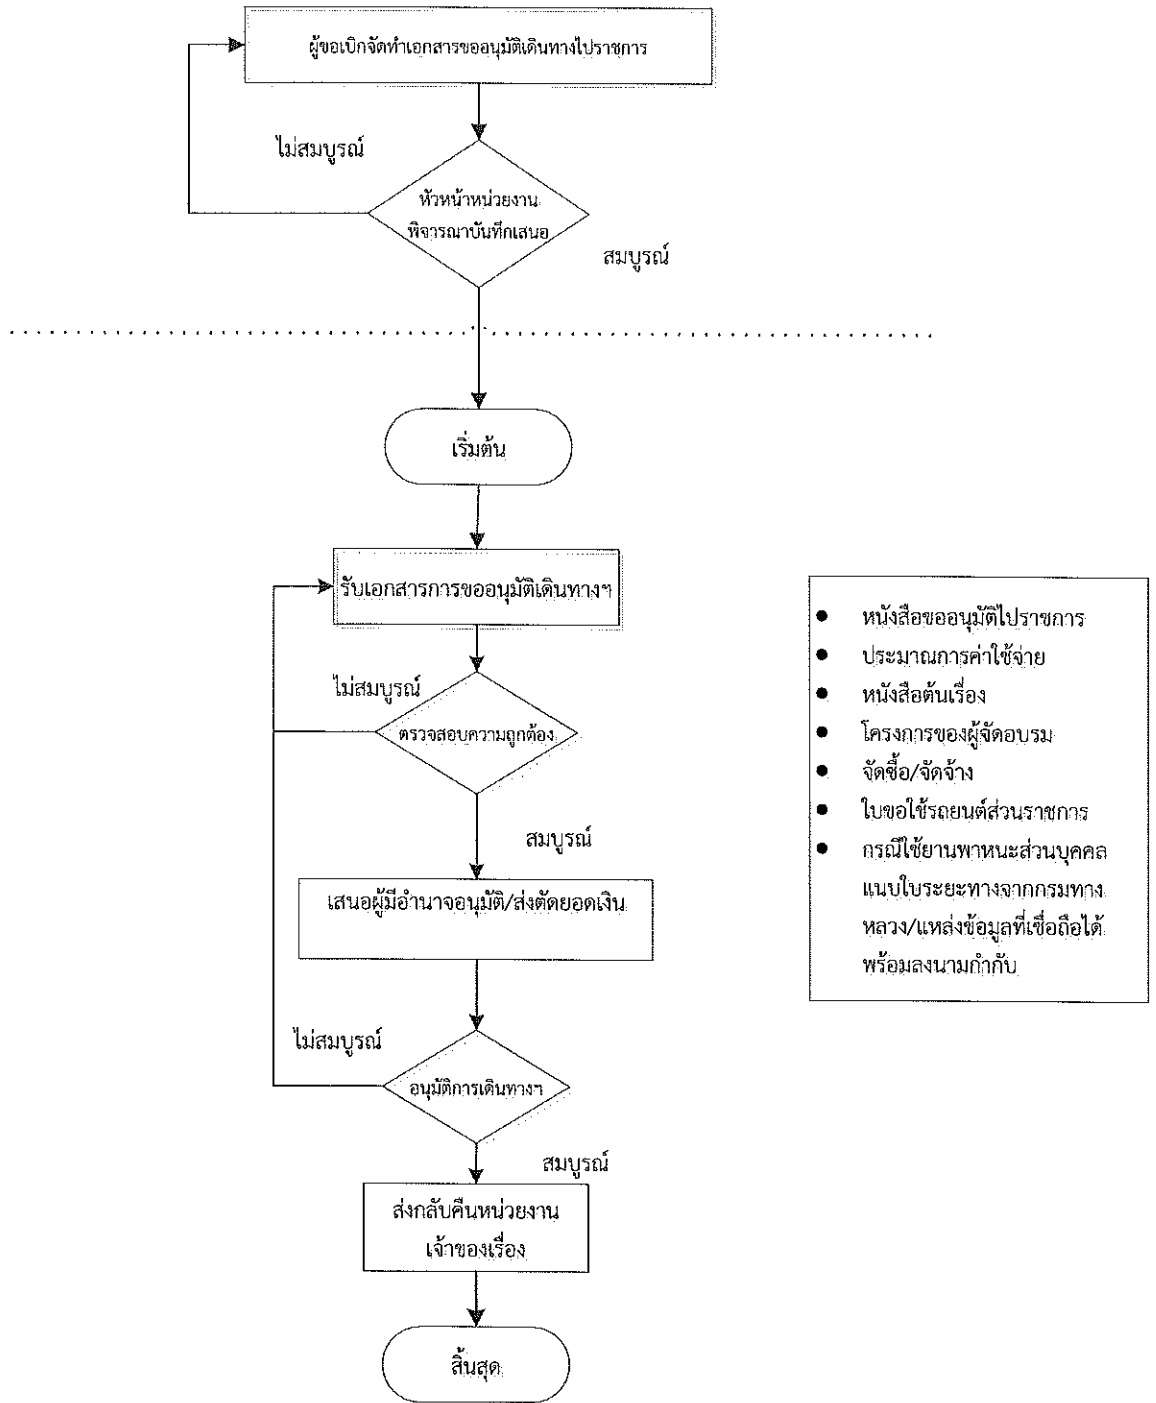 ผู้ขอเบิกจัดทำเอกสารขออนุมัติเดินทางไปราชการ
ไม่สมบูรณ์
หัวหน้าหน่วยงาน
พิจารณาบันทึกเสนอ
สมบูรณ์
เริ่มต้น
รับเอกสารการขออนุมัติเดินทางฯ
ไม่สมบูรณ์
ตรวจสอบความถูกต้อง
สมบูรณ์
เสนอผู้มีอำนาจอนุมัติ/ส่งตัดยอดเงิน
ไม่สมบูรณ์
อนุมัติการเดินทางฯ
สมบูรณ์
ส่งกลับคืนหน่วยงาน
เจ้าของเรื่อง
สิ้นสุด
● หนังสือขออนุมัติไปราชการ
● ประมาณการค่าใช้จ่าย
● หนังสือต้นเรื่อง
● โครงการของผู้จัดอบรม
● จัดซื้อ/จัดจ้าง
● ใบขอใช้รถยนต์ส่วนราชการ
● กรณีใช้ยานพาหนะส่วนบุคคล
แนบใบระยะทางจากกรมทาง
หลวง/แหล่งข้อมูลที่เชื่อถือได้
พร้อมลงนามกำกับ